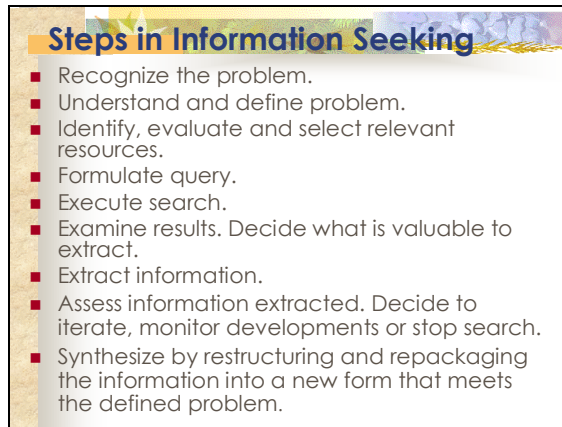 Steps in Information Seeking
Recognize the problem.
Understand and define problem.
Identify, evaluate and select relevant
resources.
Formulate query.
Execute search.
Examine results. Decide what is valuable to
extract.
Extract information.
Assess information extracted. Decide to
iterate, monitor developments or stop search.
Synthesize by restructuring and repackaging
the information into a new form that meets
the defined problem.